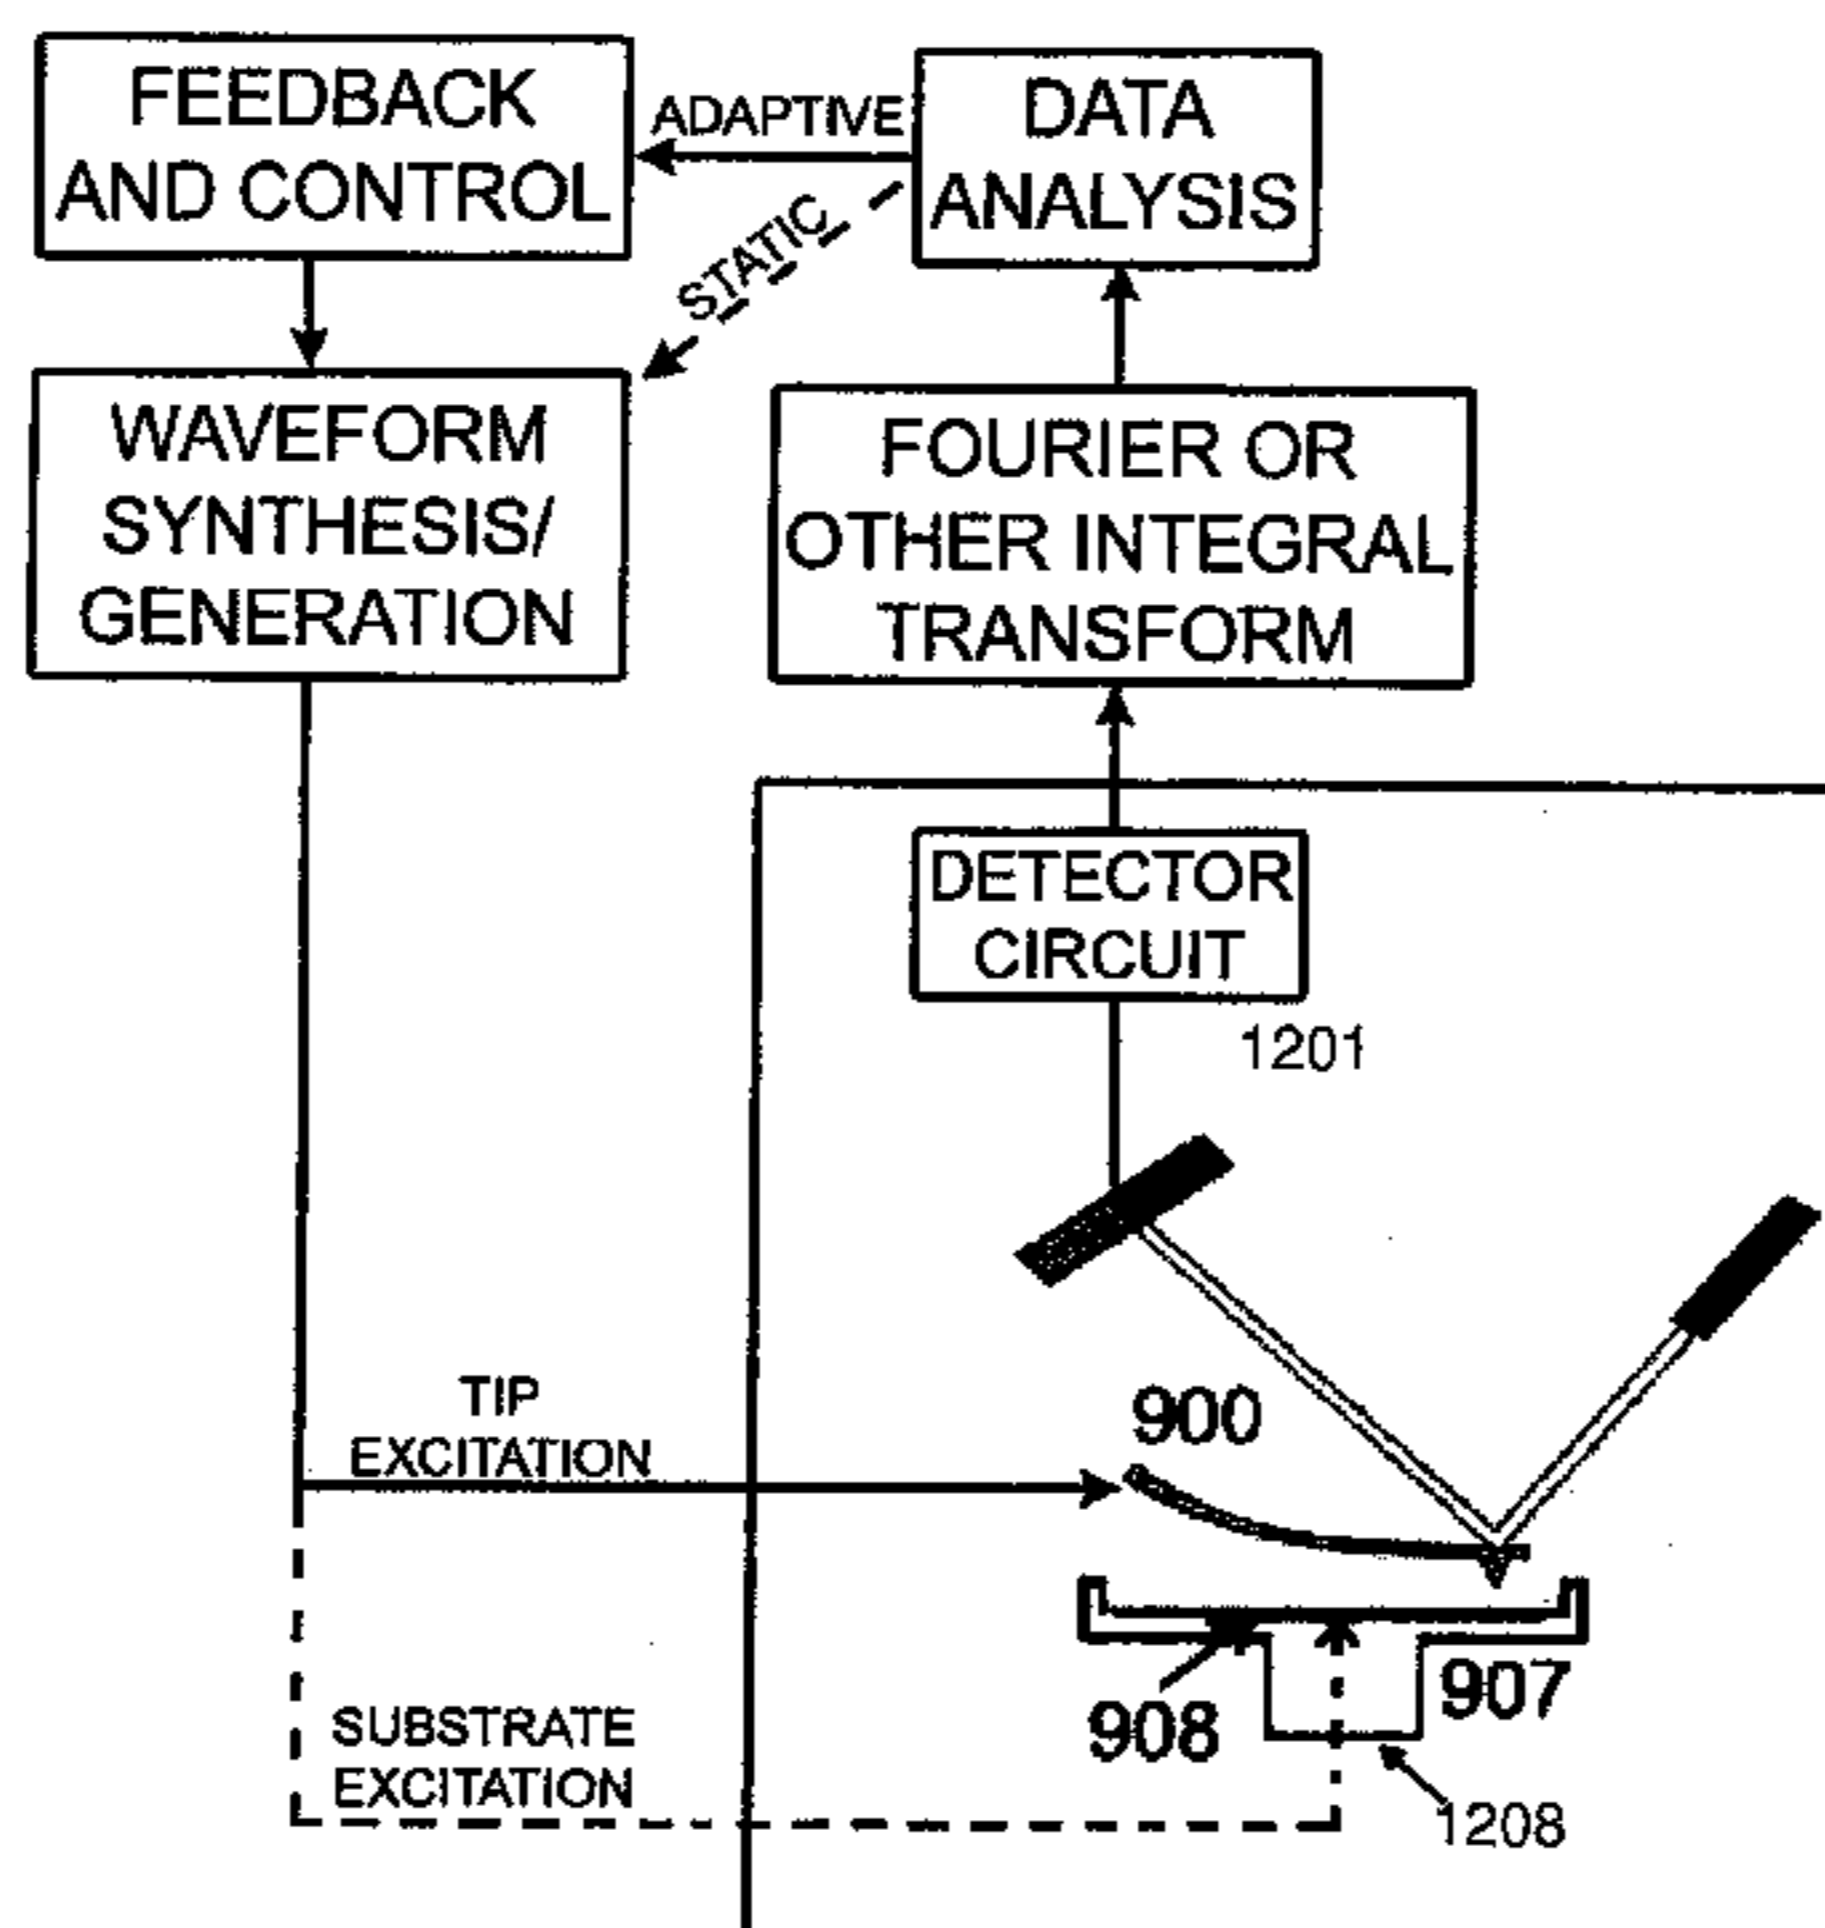 FEEDBACK
AND CONTROL
ADAPTIVE
DATA
ANALYSIS
STATIC
WAVEFORM
SYNTHESIS/
GENERATION
FOURIER OR
OTHER INTEGRAL
TRANSFORM
DETECTOR
CIRCUIT
1201
TIP
EXCITATION
900
908
907
SUBSTRATE
EXCITATION
1208